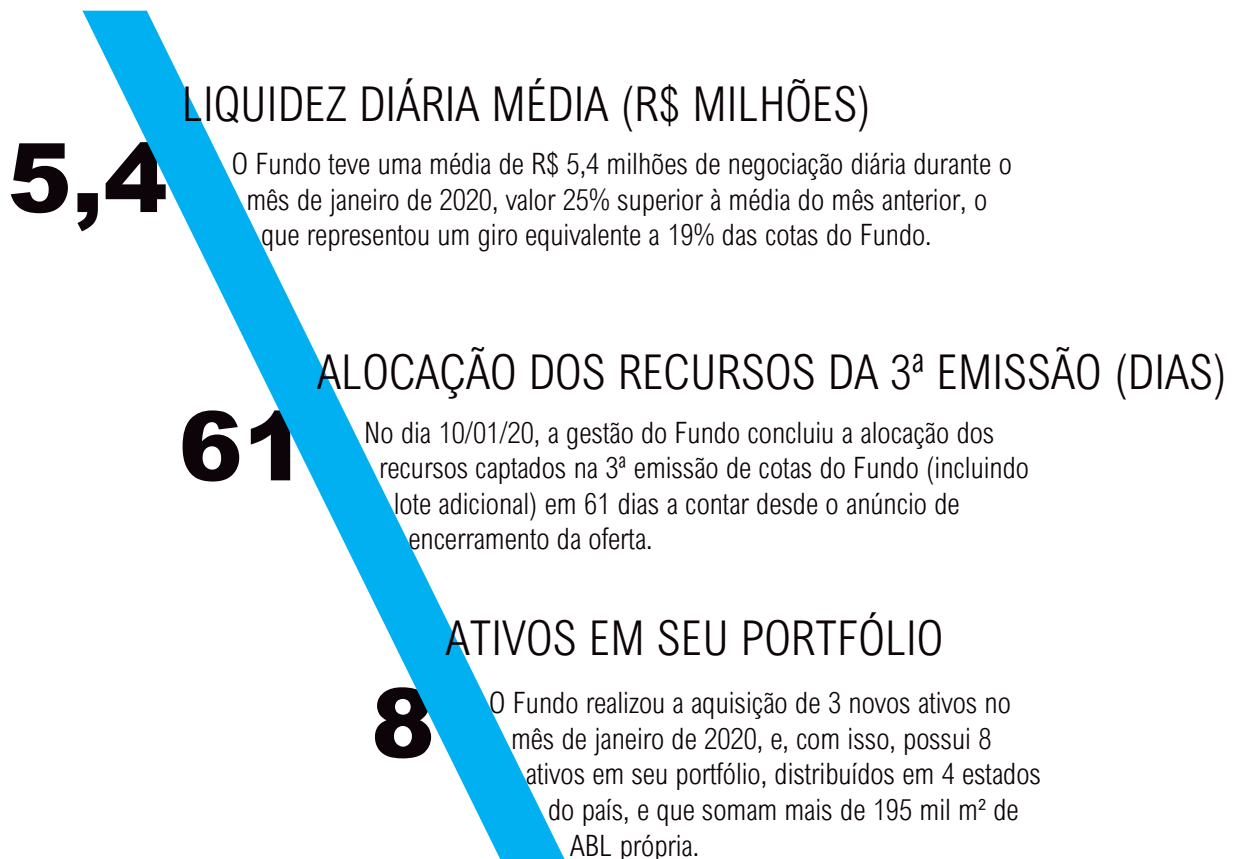 LIQUIDEZ DIÁRIA MÉDIA (R$ MILHÕES)
5,4
O Fundo teve uma média de R$ 5,4 milhões de negociação diária durante o
mês de janeiro de 2020, valor 25% superior à média do mês anterior, o
que representou um giro equivalente a 19% das cotas do Fundo.
ALOCAÇÃO DOS RECURSOS DA 3ª EMISSÃO (DIAS)
61
No dia 10/01/20, a gestão do Fundo concluiu a alocação dos
recursos captados na 3ª emissão de cotas do Fundo (incluindo
lote adicional) em 61 dias a contar desde o anúncio de
encerramento da oferta.
ATIVOS EM SEU PORTFÓLIO
8
O Fundo realizou a aquisição de 3 novos ativos no
mês de janeiro de 2020, e, com isso, possui 8
ativos em seu portfólio, distribuídos em 4 estados
do país, e que somam mais de 195 mil m² de
ABL própria.